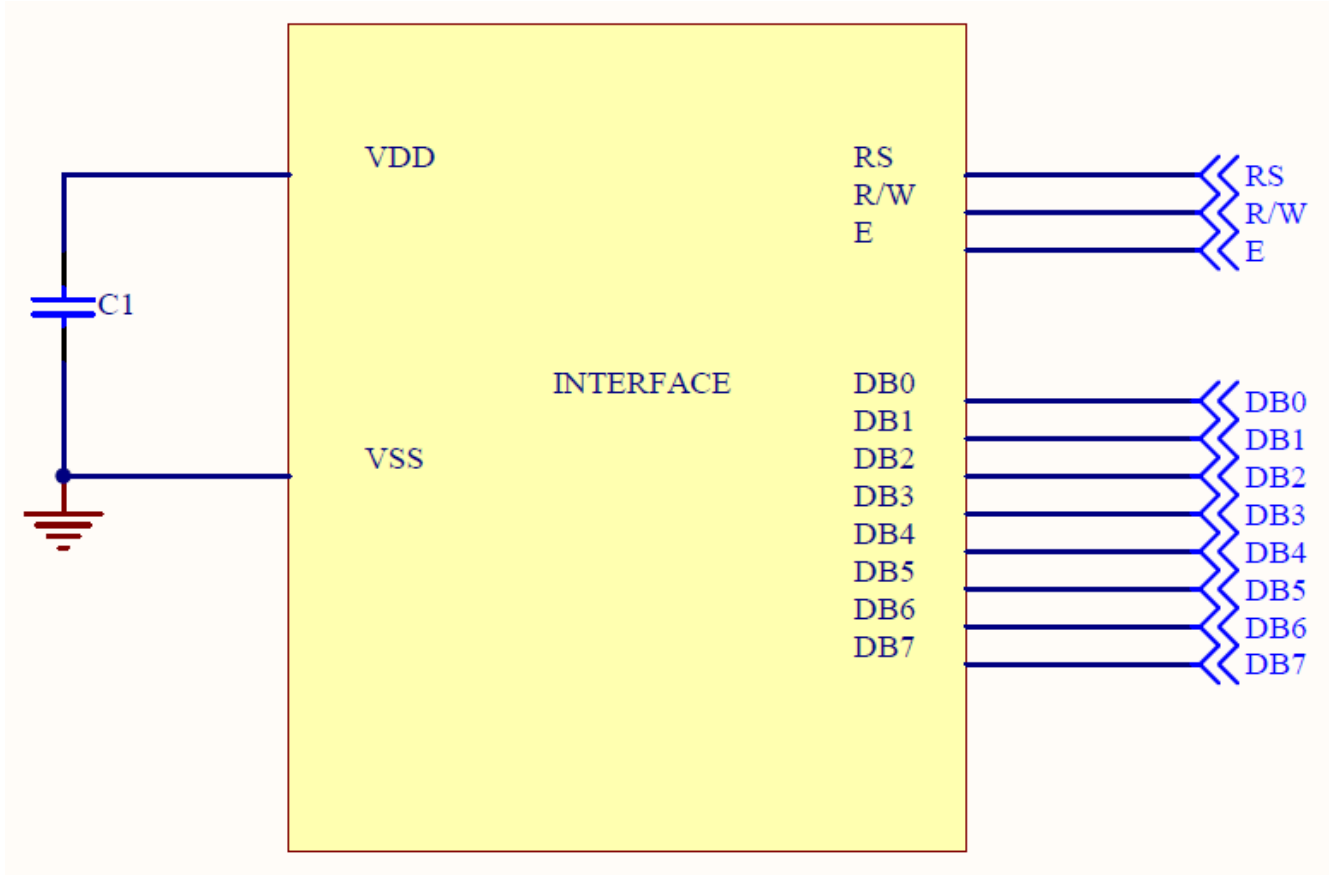 VDD
RS
RS
R/W
R/W
E
E
C1
INTERFACE
DB0
DB0
DB1
DB1
VSS
DB2
DB2
DB3
DB3
DB4
DB4
DB5
DB5
DB6
DB6
DB7
DB7